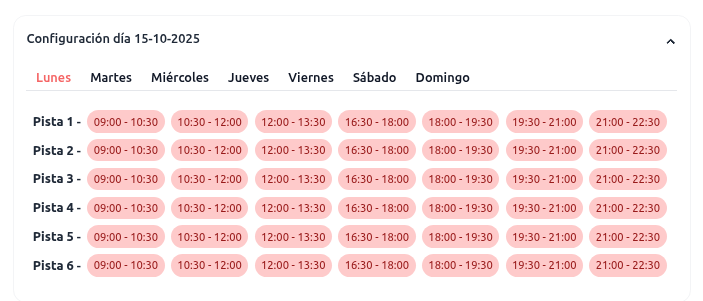 Configuración día 15-10-2025
Lunes Martes Miércoles Jueves Viernes Sábado Domingo
Pista 1 - 09:00 - 10:30 10:30 - 12:00 12:00 - 13:30 16:30 - 18:00 18:00 - 19:30 19:30 - 21:00 21:00 - 22:30
Pista 2 - 09:00 - 10:30 10:30 - 12:00 12:00 - 13:30 16:30 - 18:00 18:00 - 19:30 19:30 - 21:00 21:00 - 22:30
Pista 3 - 09:00 - 10:30 10:30 - 12:00 12:00 - 13:30 16:30 - 18:00 18:00 - 19:30 19:30 - 21:00 21:00 - 22:30
Pista 4 - 09:00 - 10:30 10:30 - 12:00 12:00 - 13:30 16:30 - 18:00 18:00 - 19:30 19:30 - 21:00 21:00 - 22:30
Pista 5 - 09:00 - 10:30 10:30 - 12:00 12:00 - 13:30 16:30 - 18:00 18:00 - 19:30 19:30 - 21:00 21:00 - 22:30
Pista 6 - 09:00 - 10:30 10:30 - 12:00 12:00 - 13:30 16:30 - 18:00 18:00 - 19:30 19:30 - 21:00 21:00 - 22:30